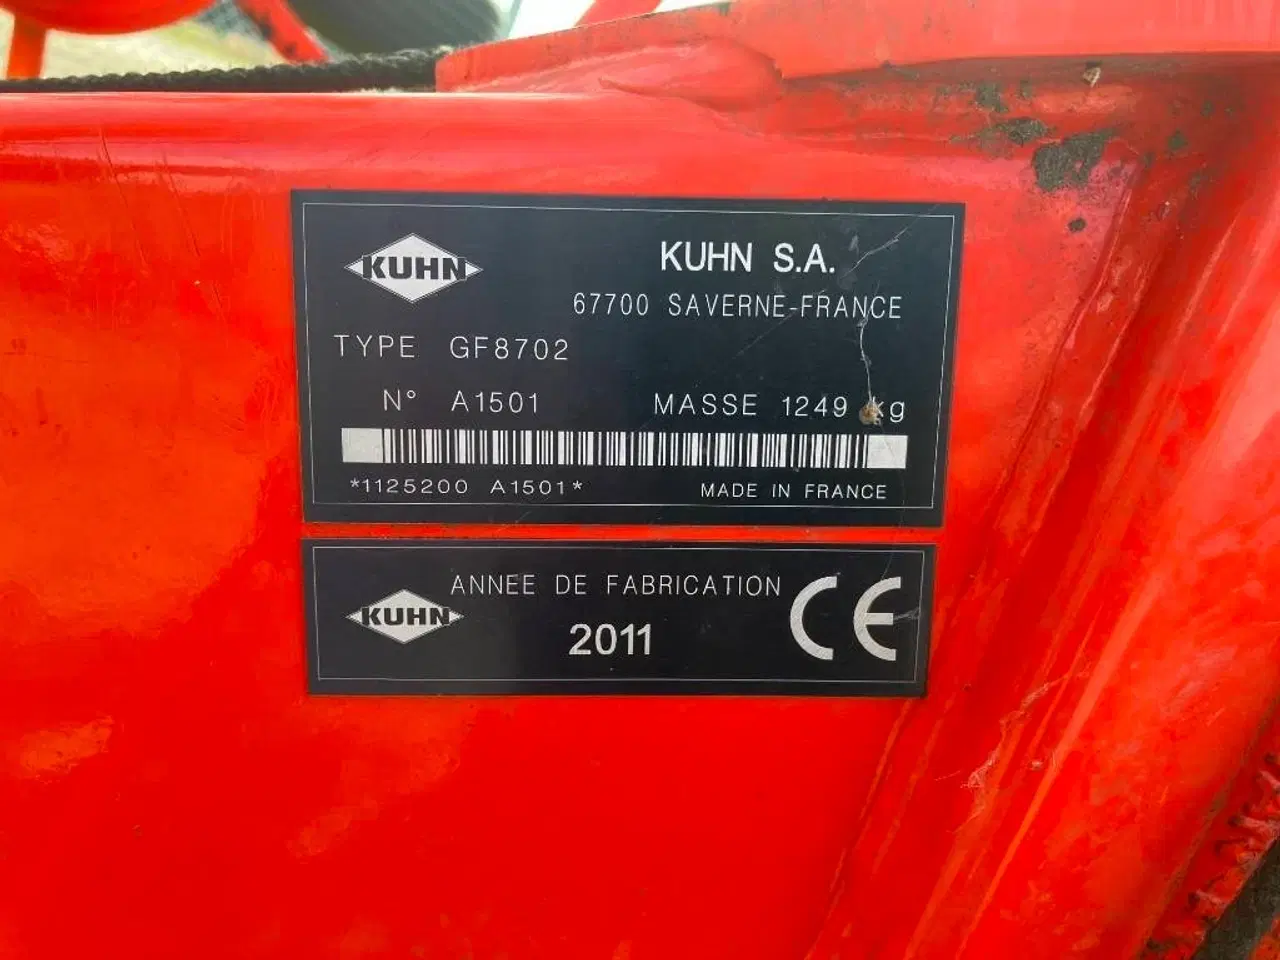 KUHN
KUHN S.A.
67700 SAVERNE-FRANCE
TYPE GF8702
N° A1501 MASSE 1249 kg
*1125200 A1501*
MADE IN FRANCE
KUHN
ANNEE DE FABRICATION
2011
CE